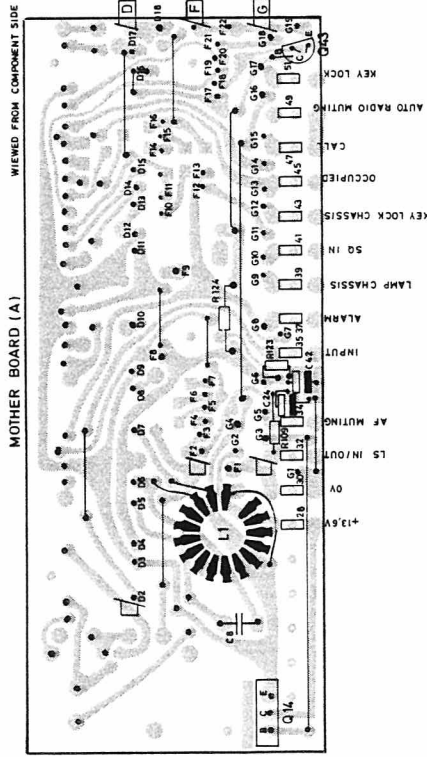 WIEWED FROM COMPONENT SIDE
MOTHER BOARD (A)
D
F
G
D17
D18
D16
D15
D14
D13
D12
D11
D10
D9
D8
D7
D6
D5
D4
D3
D2
F22
F21
F20
F19
F18
F17
F16
F15
F14
F13
F12
F11
F10
F9
F8
F7
F6
F5
F4
F3
F2
F1
G19
G18
G17
G16
G15
G14
G13
G12
G11
G10
G9
G8
G7
G6
G5
G4
G3
G2
G1
R124
R123
R109
C24
C42
C8
L1
Q43
B C E
Q14
B C E
51
49
47
45
43
41
39
37
35
34
32
30
28
KEY LOCK
AUTO RADIO MUTING
CALL
OCCUPIED
KEY LOCK CHASSIS
SQ IN
LAMP CHASSIS
ALARM
INPUT
AF MUTING
LS IN/OUT
0V
+13,6V